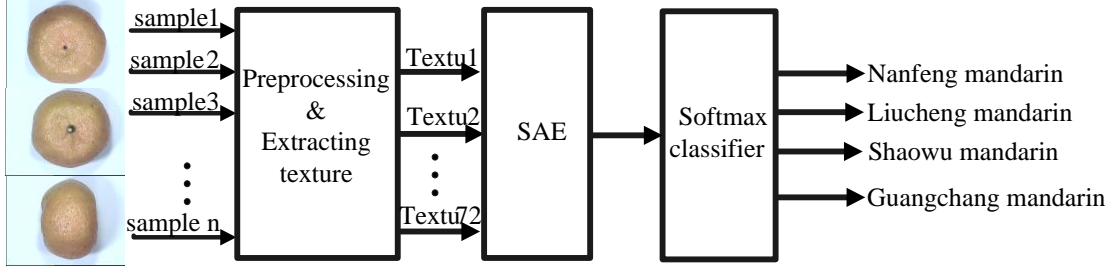 sample1
sample2
sample3
sample n
Preprocessing
&
Extracting
texture
Textu1
Textu2
Textu72
SAE
Softmax
classifier
Nanfeng mandarin
Liucheng mandarin
Shaowu mandarin
Guangchang mandarin